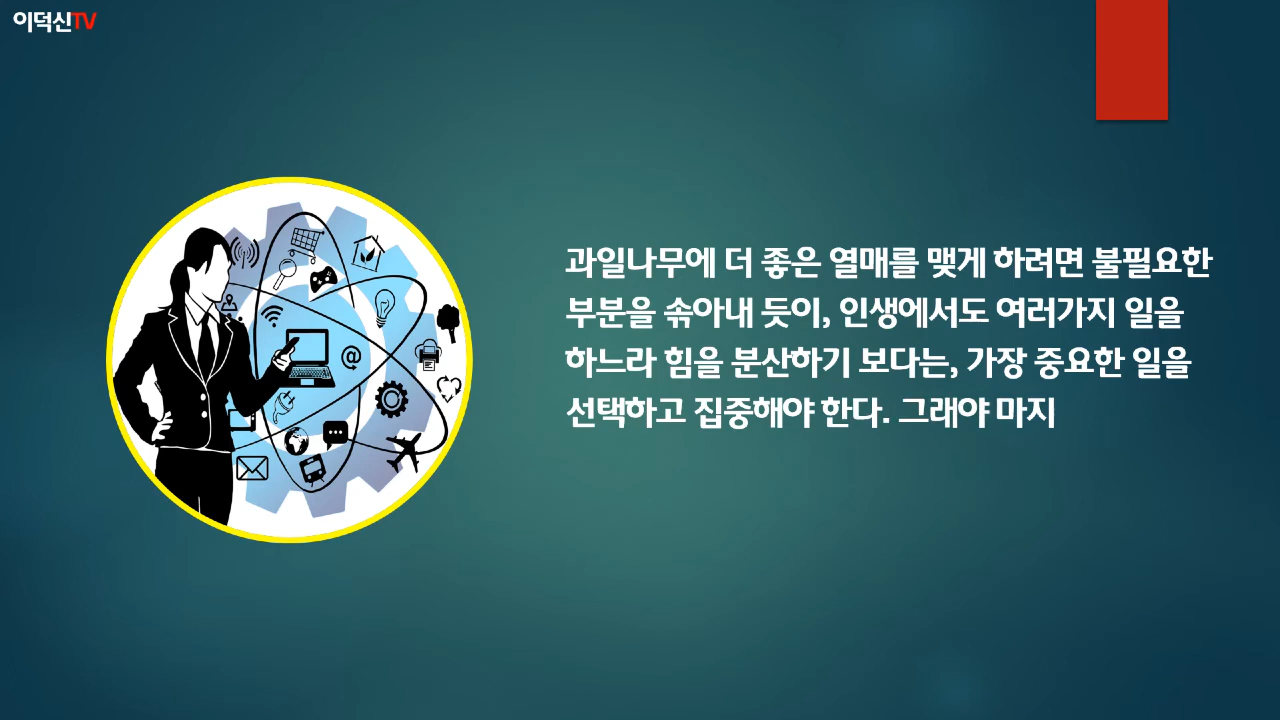 이덕신TV
과일나무에 더 좋은 열매를 맺게 하려면 불필요한
부분을 솎아내 듯이, 인생에서도 여러가지 일을
하느라 힘을 분산하기 보다는, 가장 중요한 일을
선택하고 집중해야 한다. 그래야 마지
@